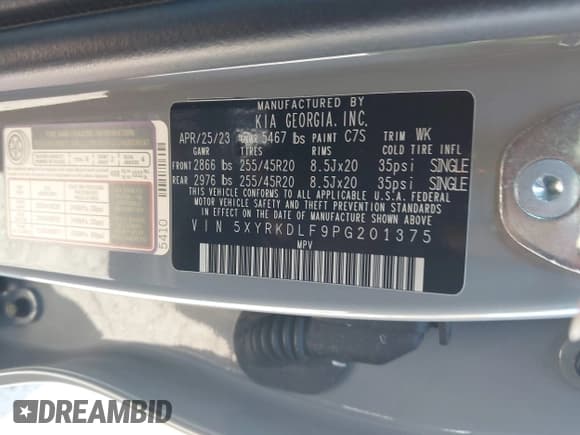 MANUFACTURED BY
KIA GEORGIA, INC.
APR/25/23 GVWR 5467 lbs PAINT C7S TRIM WK
GAWR TIRES RIMS COLD TIRE INFL
FRONT 2866 lbs 255/45R20 8.5Jx20 35psi SINGLE
REAR 2976 lbs 255/45R20 8.5Jx20 35psi SINGLE
THIS VEHICLE CONFORMS TO ALL APPLICABLE U.S.A. FEDERAL
MOTOR VEHICLE SAFETY, BUMPER, AND THEFT PREVENTION
STANDARDS IN EFFECT ON THE DATE OF MANUFACTURE SHOWN ABOVE.
VIN 5XYRKDLF9PG201375
MPV
5410
DREAMBID